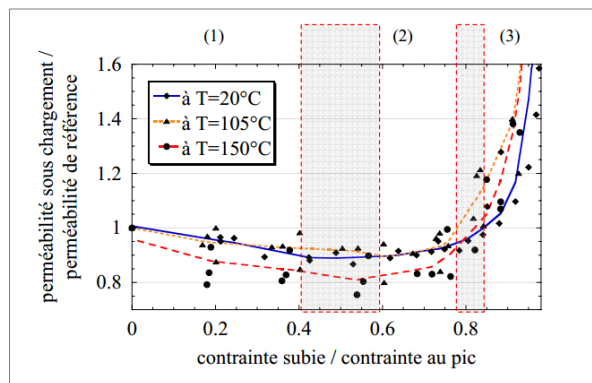 (1) (2) (3)
perméabilité sous chargement /
perméabilité de référence
1.6
1.4
1.2
1
0.8
à T=20°C
à T=105°C
à T=150°C
0 0.2 0.4 0.6 0.8
contrainte subie / contrainte au pic